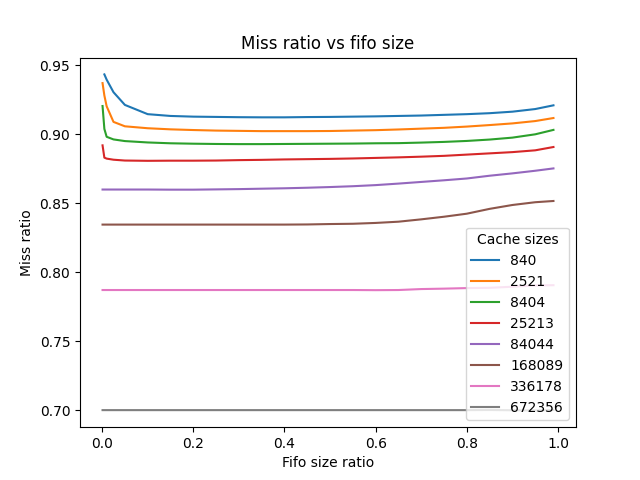 Miss ratio vs fifo size
0.95
0.90
0.85
0.80
0.75
0.70
Miss ratio
0.0 0.2 0.4 0.6 0.8 1.0
Fifo size ratio
Cache sizes
840
2521
8404
25213
84044
168089
336178
672356